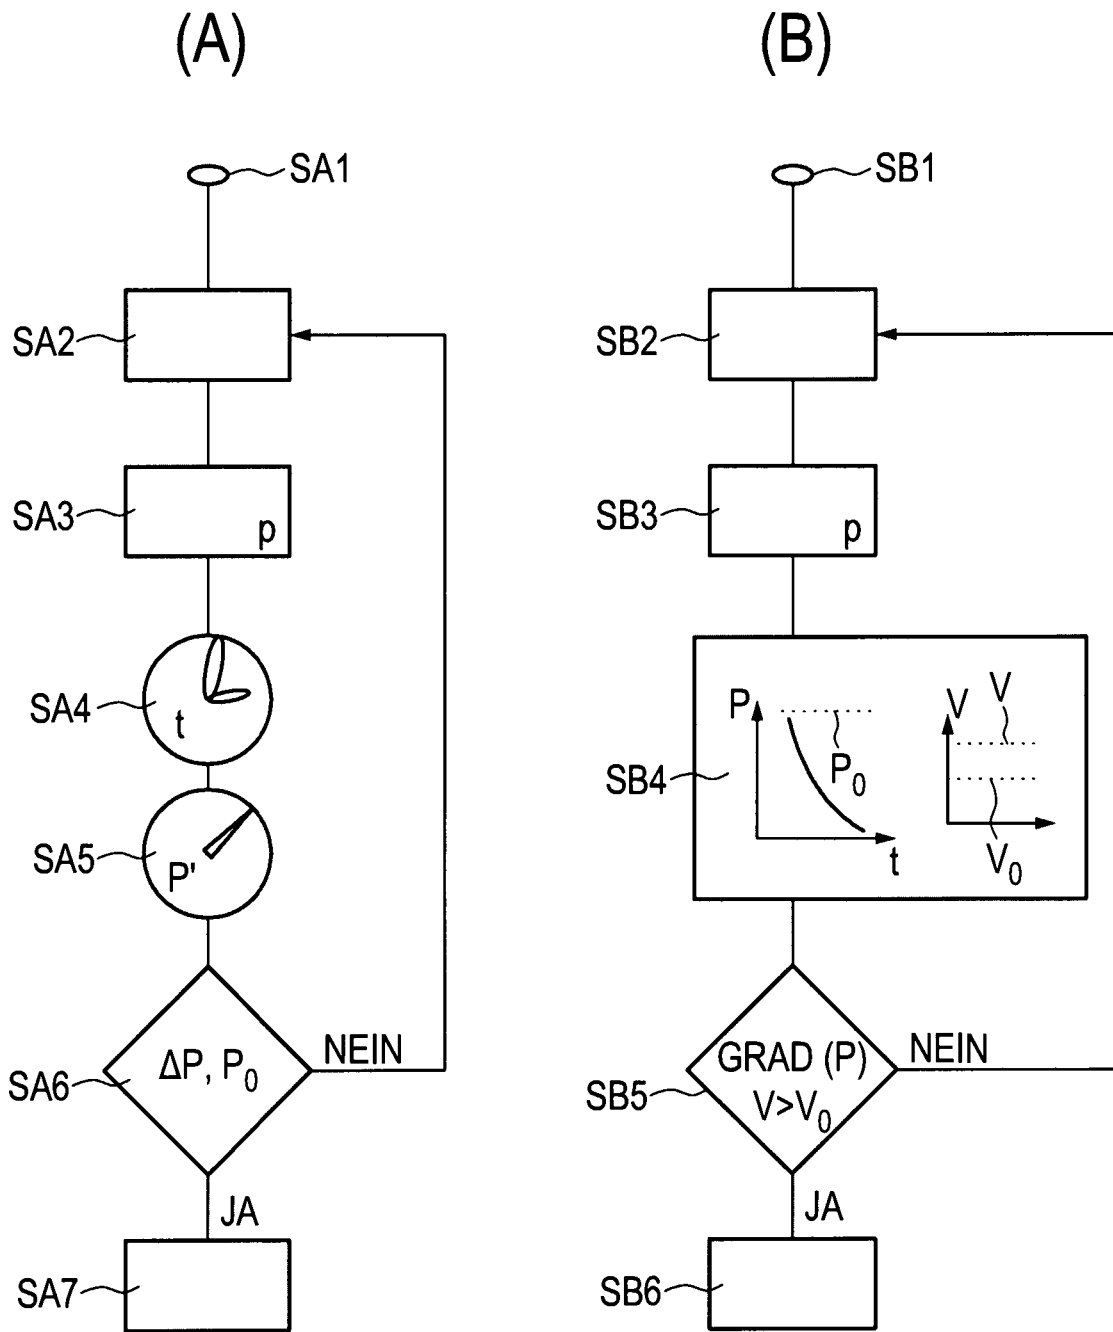 (A)
SA1
SA2
SA3
p
SA4
t
SA5
P'
SA6
ΔP, P₀
NEIN
JA
SA7
(B)
SB1
SB2
SB3
p
SB4
P
P₀
t
V
V
V₀
SB5
GRAD (P)
V>V₀
NEIN
JA
SB6